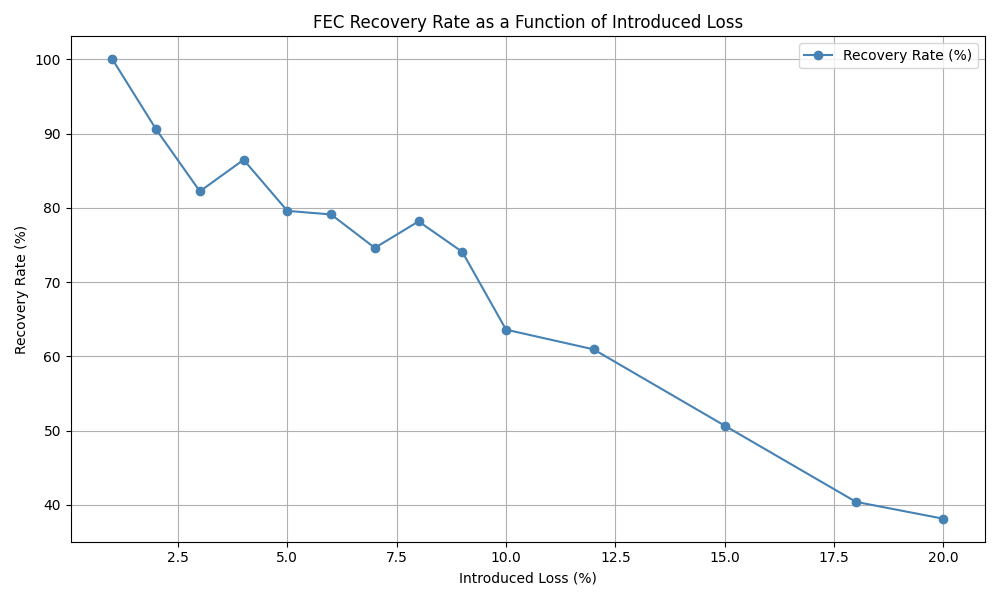 FEC Recovery Rate as a Function of Introduced Loss
Recovery Rate (%)
Recovery Rate (%)
100
90
80
70
60
50
40
2.5 5.0 7.5 10.0 12.5 15.0 17.5 20.0
Introduced Loss (%)